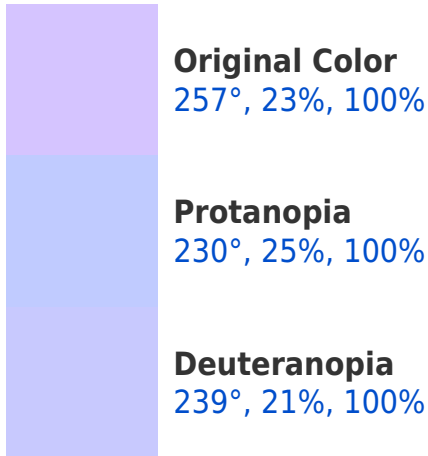 Original Color
257°, 23%, 100%
Protanopia
230°, 25%, 100%
Deuteranopia
239°, 21%, 100%